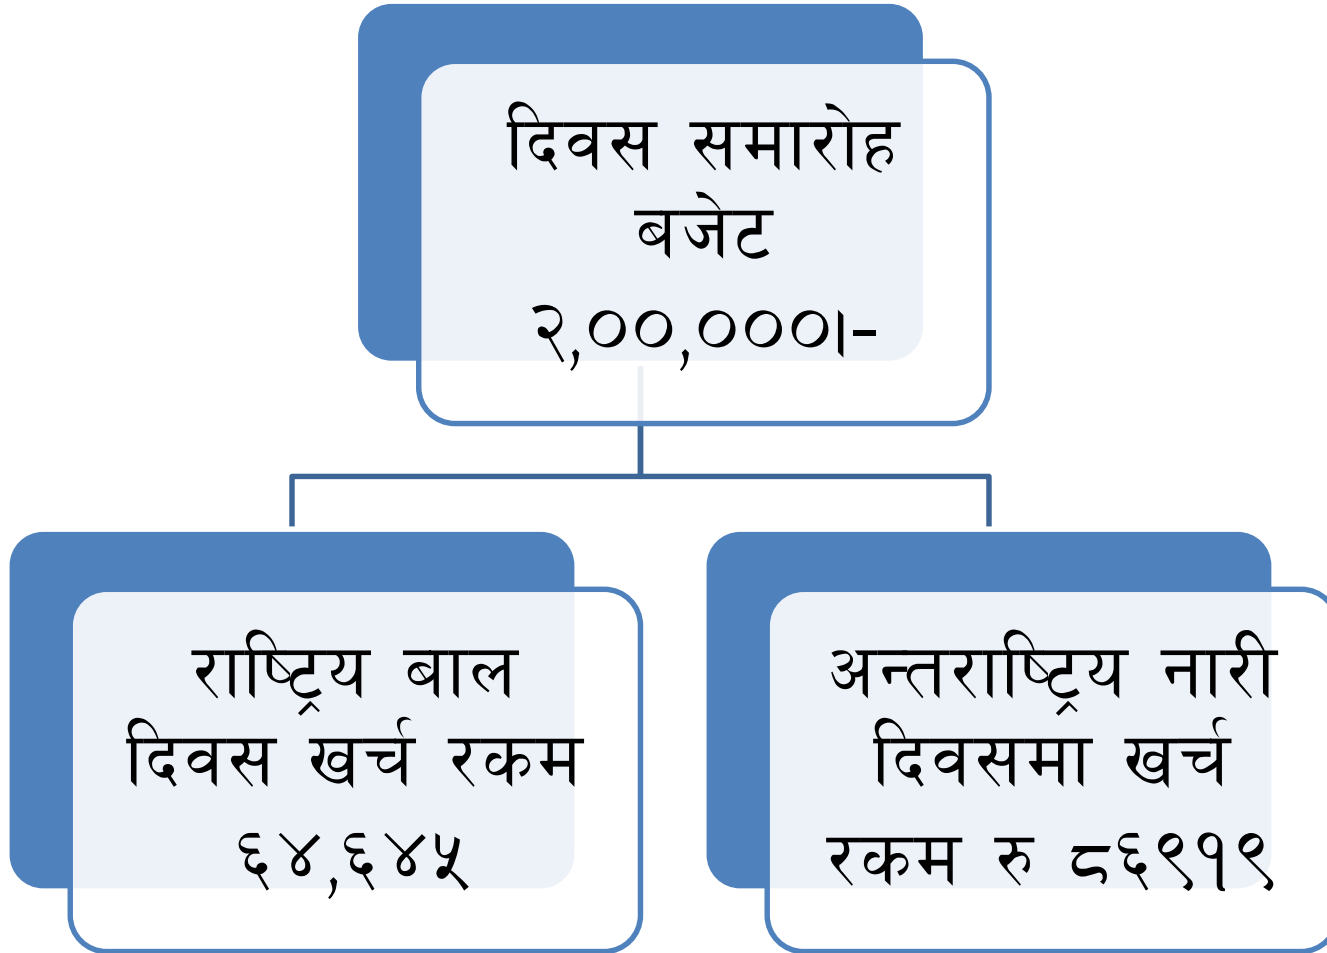 दिवस समारोह
बजेट
२,००,०००।-
राष्ट्रिय बाल
दिवस खर्च रकम
६४,६४५
अन्तराष्ट्रिय नारी
दिवसमा खर्च
रकम रु ८६९१९